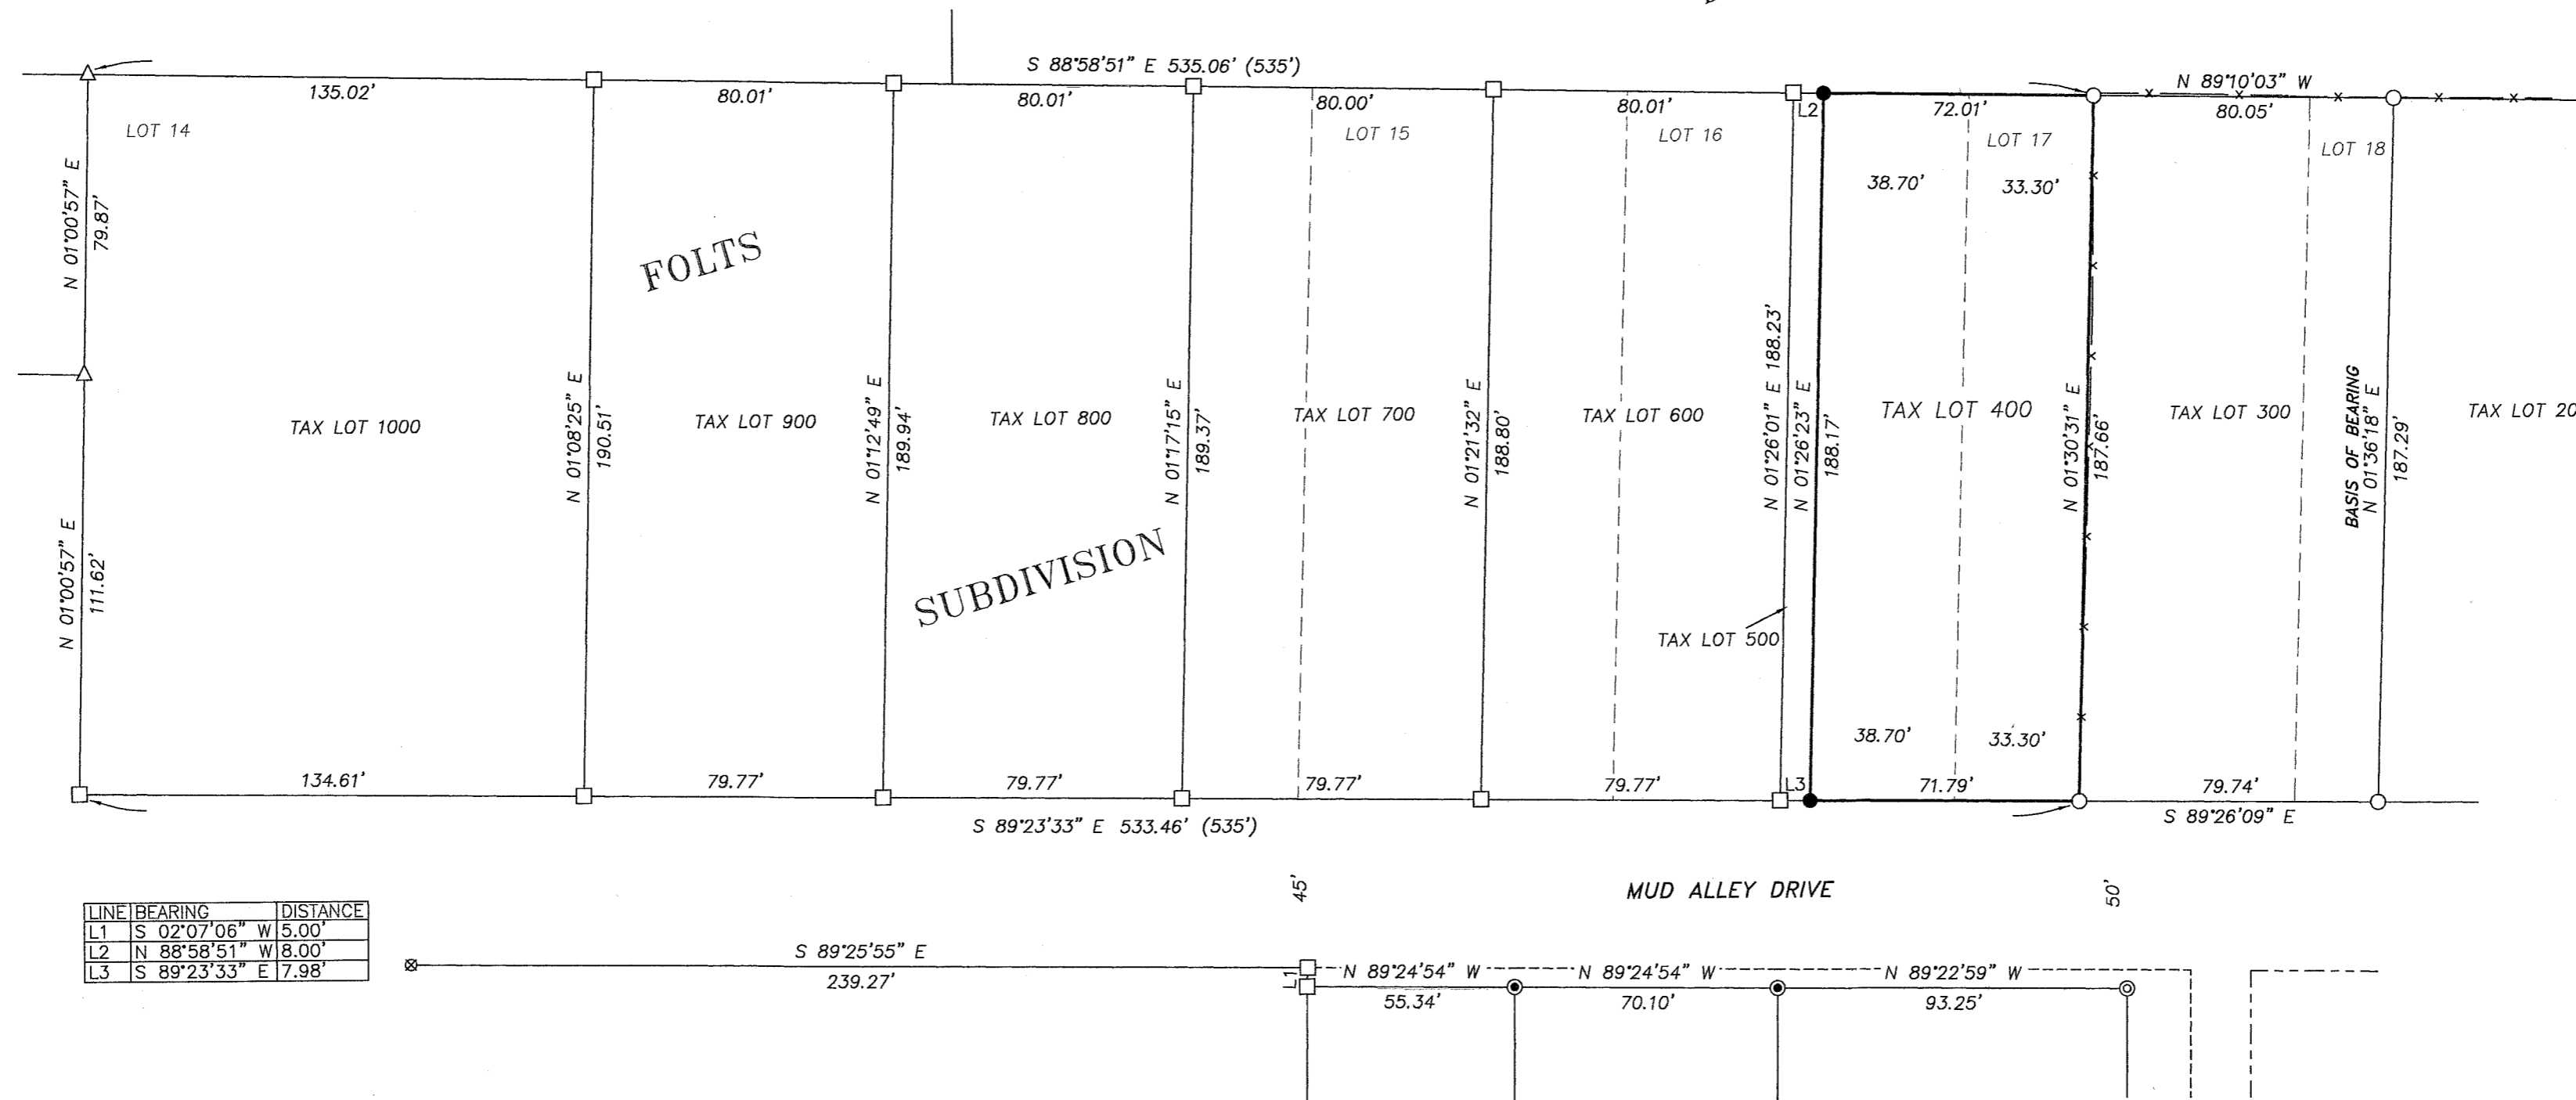 S 88°58'51" E 535.06' (535')
N 89°10'03" W
135.02'
80.01'
80.01'
80.00'
80.01'
L2
72.01'
80.05'
LOT 14
LOT 15
LOT 16
LOT 17
LOT 18
38.70'
33.30'
N 01°00'57" E
79.87'
FOLTS
SUBDIVISION
N 01°00'57" E
111.62'
TAX LOT 1000
N 01°08'25" E
190.51'
TAX LOT 900
N 01°12'49" E
189.94'
TAX LOT 800
N 01°17'15" E
189.37'
TAX LOT 700
N 01°21'32" E
188.80'
TAX LOT 600
N 01°26'01" E 188.23'
N 01°26'23" E
188.17'
TAX LOT 400
N 01°30'31" E
187.66'
TAX LOT 300
BASIS OF BEARING
N 01°36'18" E
187.29'
TAX LOT 20
TAX LOT 500
38.70'
33.30'
134.61'
79.77'
79.77'
79.77'
79.77'
L3
71.79'
79.74'
S 89°23'33" E 533.46' (535')
S 89°26'09" E
45'
MUD ALLEY DRIVE
50'
LINE BEARING DISTANCE
L1 S 02°07'06" W 5.00'
L2 N 88°58'51" W 8.00'
L3 S 89°23'33" E 7.98'
S 89°25'55" E
239.27'
L1
N 89°24'54" W
N 89°24'54" W
N 89°22'59" W
55.34'
70.10'
93.25'